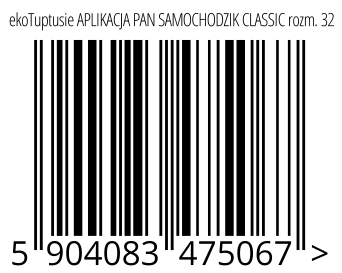 ekoTuptusie APLIKACJA PAN SAMOCHODZIK CLASSIC rozm. 32
5 904083 475067 >